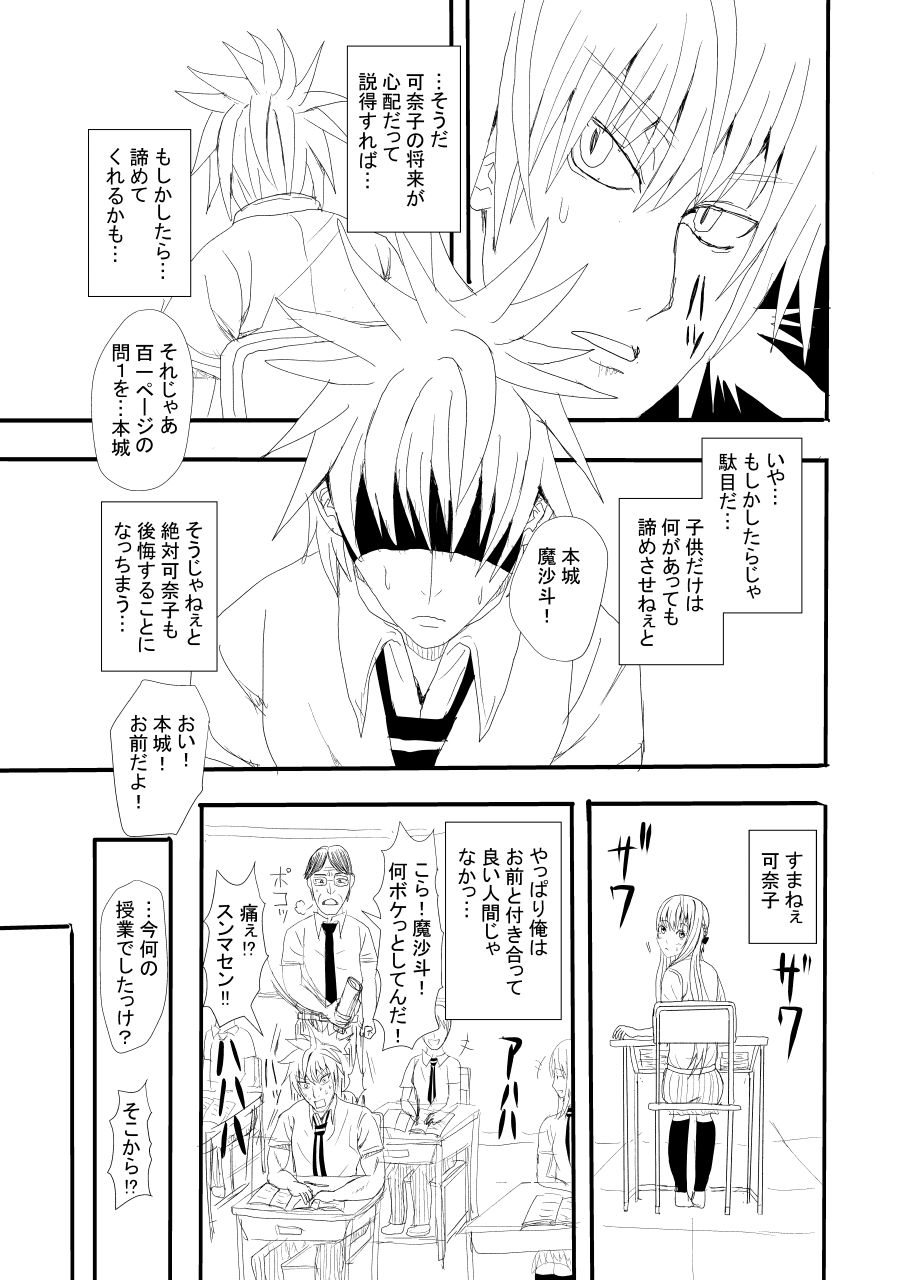 …そうだ
可奈子の将来が
心配だって
説得すれば…
もしかしたら…
諦めて
くれるかも…
バリ
それじゃあ
百一ページの
問1を…本城
いや…
もしかしたらじゃ
駄目だ…
子供だけは
何があっても
諦めさせねぇと
本城
魔沙斗！
そうじゃねぇと
絶対可奈子も
後悔することに
なっちまう…
おい！
本城！
お前だよ！
すまねぇ
可奈子
ザワ
ザワ
やっぱり俺は
お前と付き合って
良い人間じゃ
なかっ…
こら！魔沙斗！
何ボケっとしてんだ！
ポコッ
痛ぇ!?
スンマセン!!
アハハ
ハハハ
…今何の
授業でしたっけ？
そこから!?